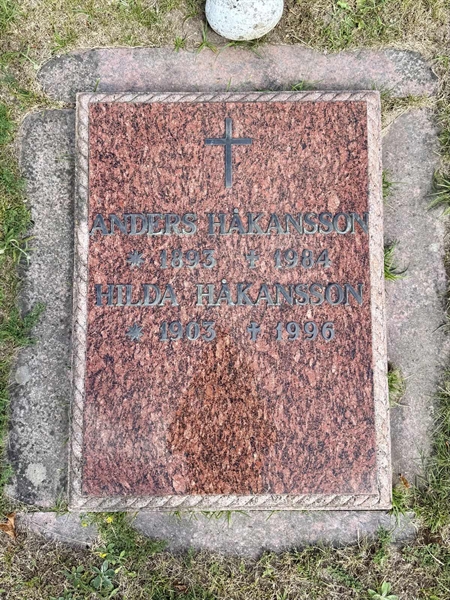 ANDERS HÅKANSSON
* 1893 † 1984
HILDA HÅKANSSON
* 1903 † 1996